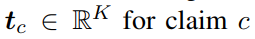 t_c ∈ ℝ^K for claim c